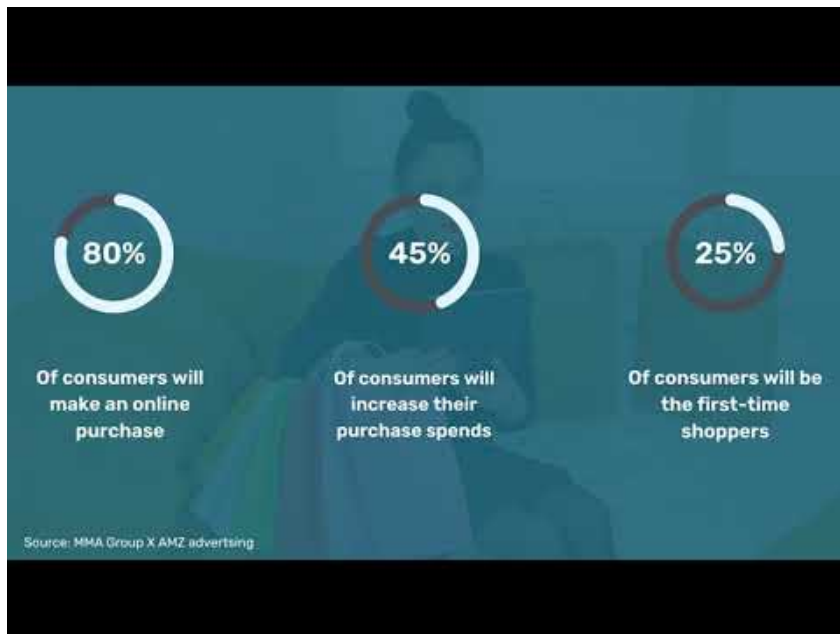 80%
Of consumers will
make an online
purchase
45%
Of consumers will
increase their
purchase spends
25%
Of consumers will be
the first-time
shoppers
Source: MMA Group X AMZ advertsing